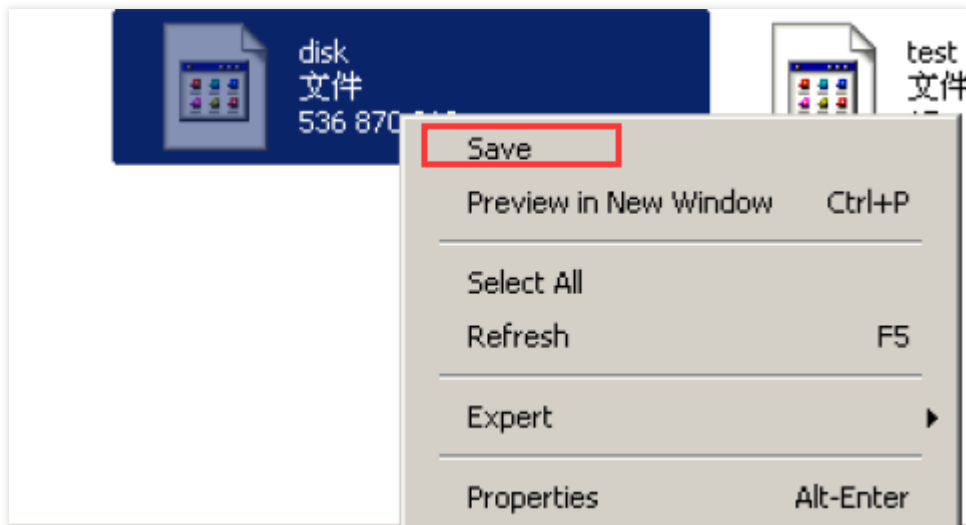 disk
文件
536 870
test
文件
Save
Preview in New Window Ctrl+P
Select All
Refresh F5
Expert
Properties Alt-Enter